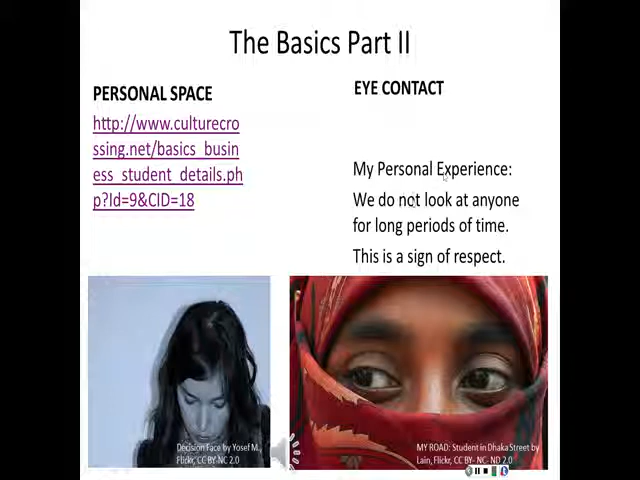 The Basics Part II
PERSONAL SPACE
http://www.culturecro
ssing.net/basics_busin
ess_student_details.ph
p?Id=9&CID=18
EYE CONTACT
My Personal Experience:
We do not look at anyone
for long periods of time.
This is a sign of respect.
Decision Face by Yosef M.,
Flickr, CC BY-NC 2.0
MY ROAD: Student in Dhaka Street by
Lain, Flickr, CC BY- NC- ND 2.0